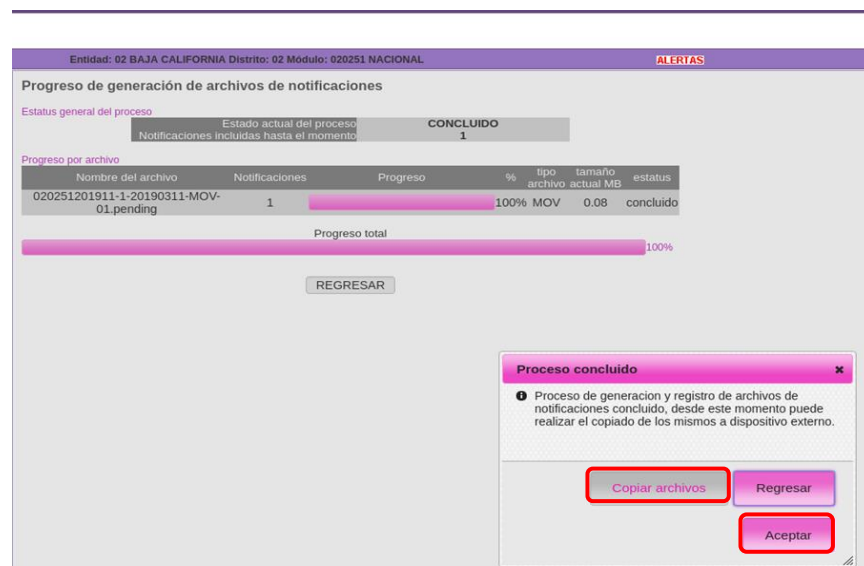 Entidad: 02 BAJA CALIFORNIA Distrito: 02 Módulo: 020251 NACIONAL ALERTAS
Progreso de generación de archivos de notificaciones
Estatus general del proceso
Estado actual del proceso CONCLUIDO
Notificaciones incluidas hasta el momento 1
Progreso por archivo
Nombre del archivo Notificaciones Progreso % tipo archivo tamaño actual MB estatus
020251201911-1-20190311-MOV-
01.pending 1 100% MOV 0.08 concluido
Progreso total
100%
REGRESAR
Proceso concluido ×
Proceso de generacion y registro de archivos de
notificaciones concluido, desde este momento puede
realizar el copiado de los mismos a dispositivo externo.
Copiar archivos Regresar
Aceptar